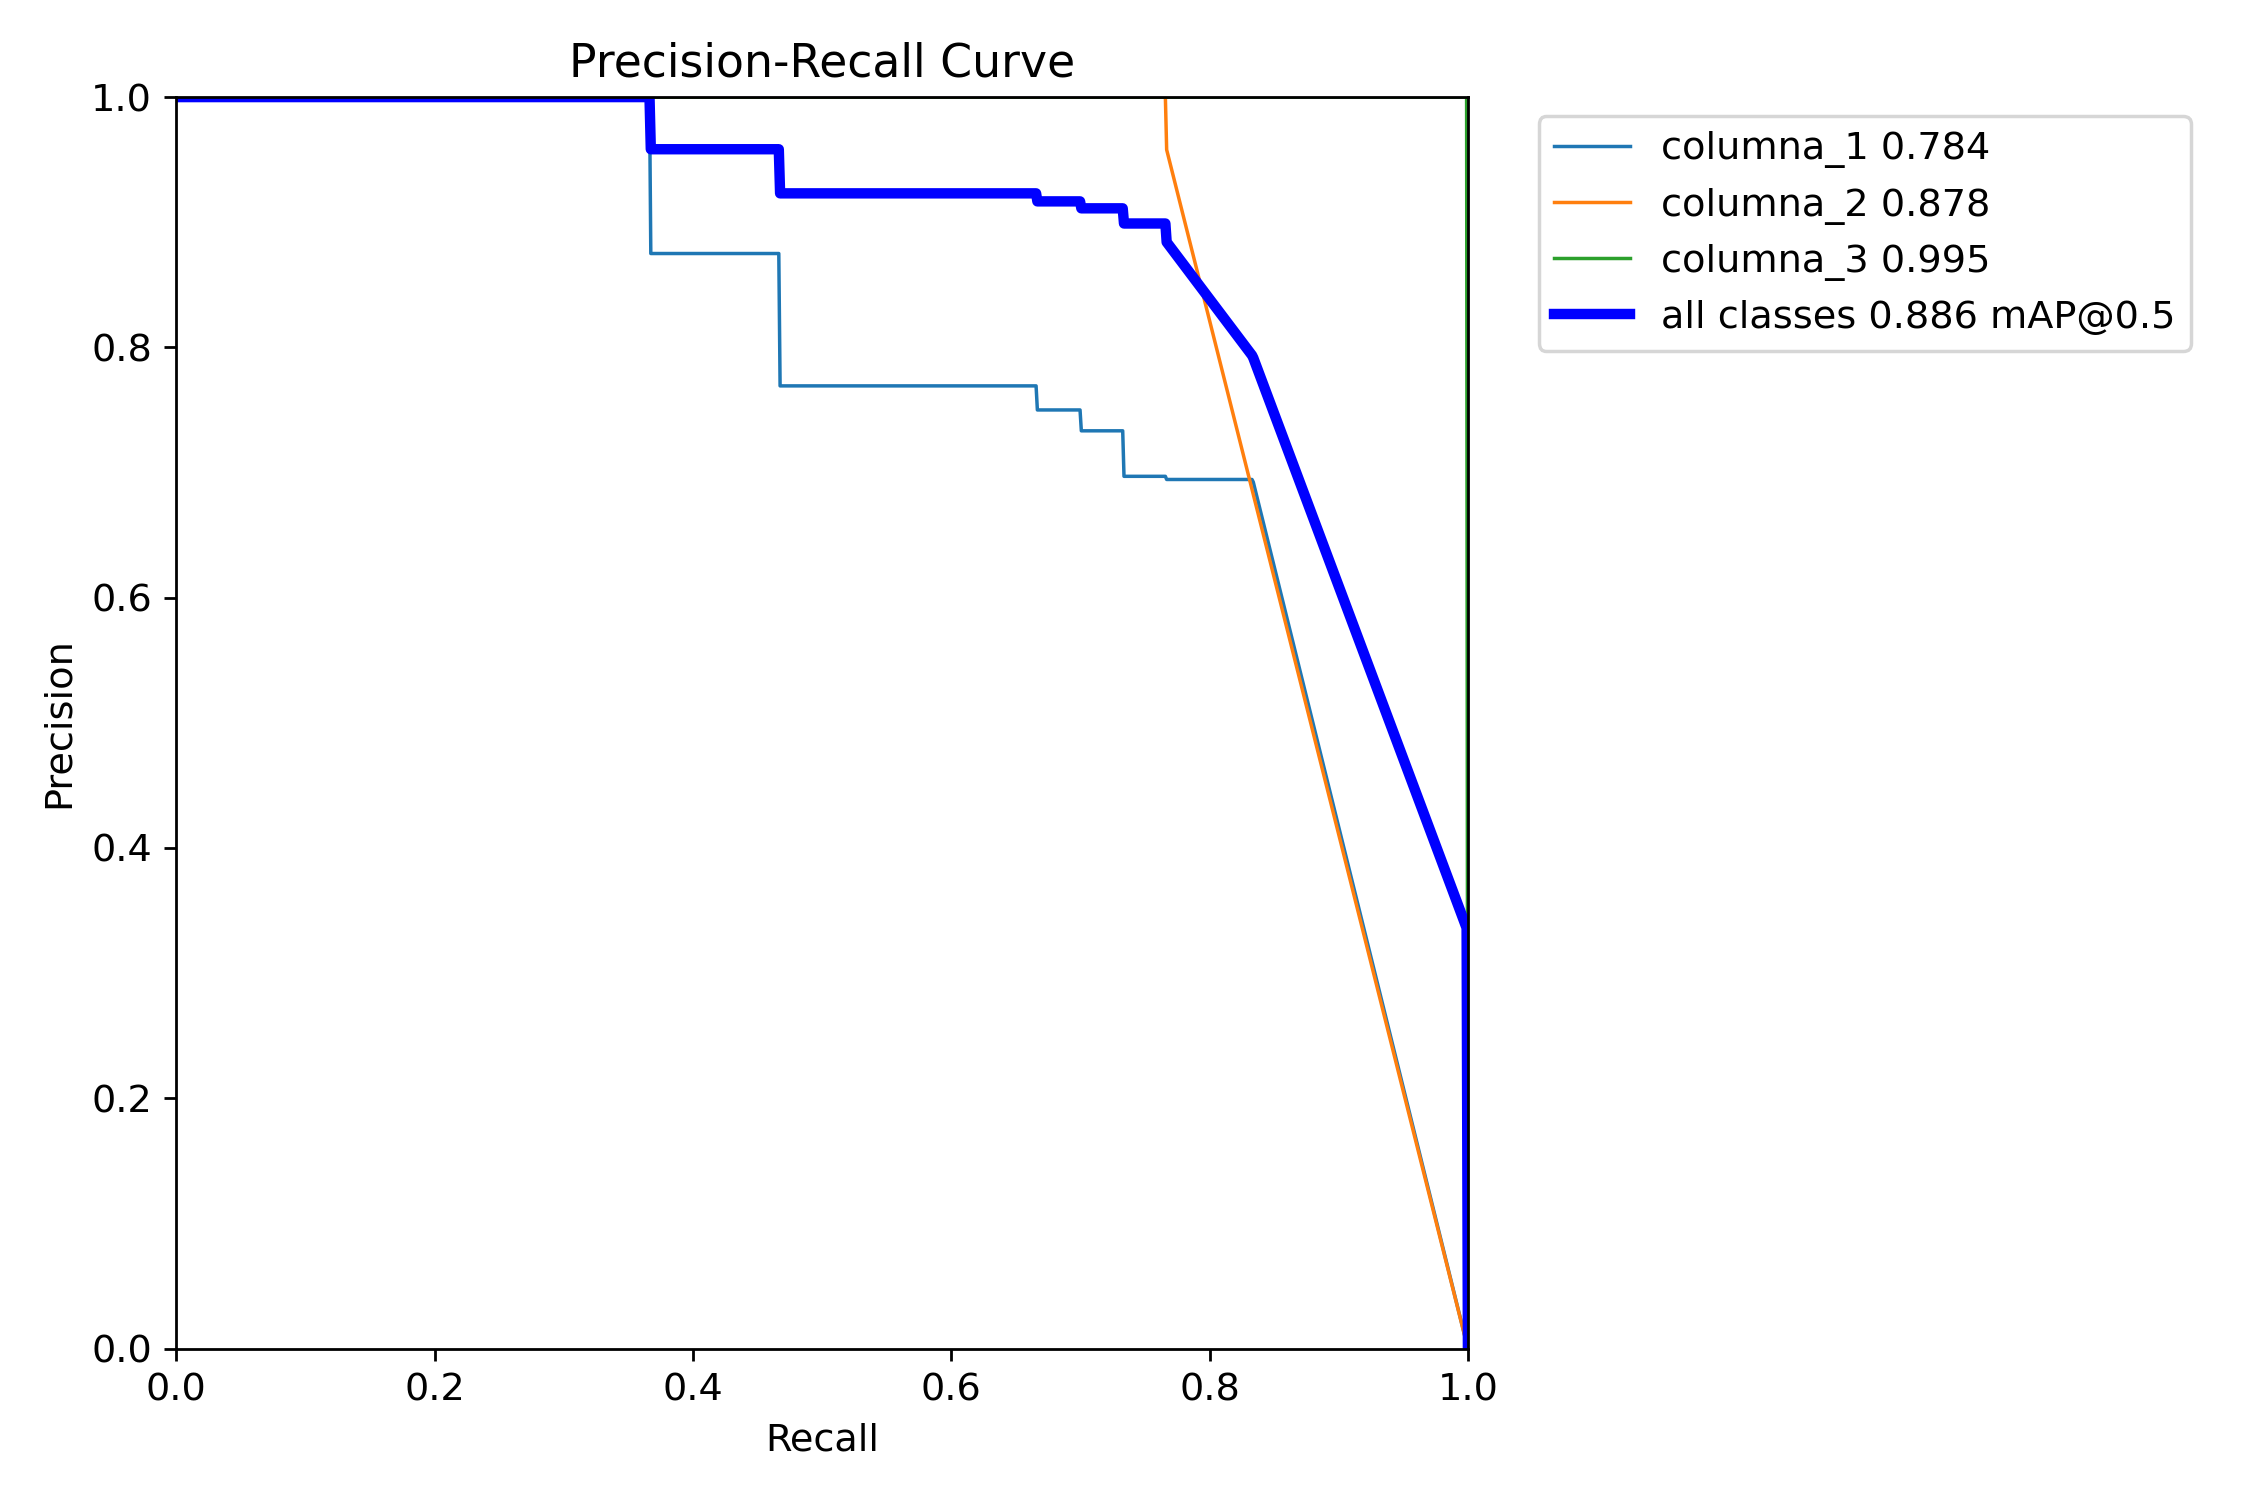 Precision-Recall Curve
1.0
0.8
0.6
0.4
0.2
0.0
Precision
0.0 0.2 0.4 0.6 0.8 1.0
Recall
columna_1 0.784
columna_2 0.878
columna_3 0.995
all classes 0.886 mAP@0.5